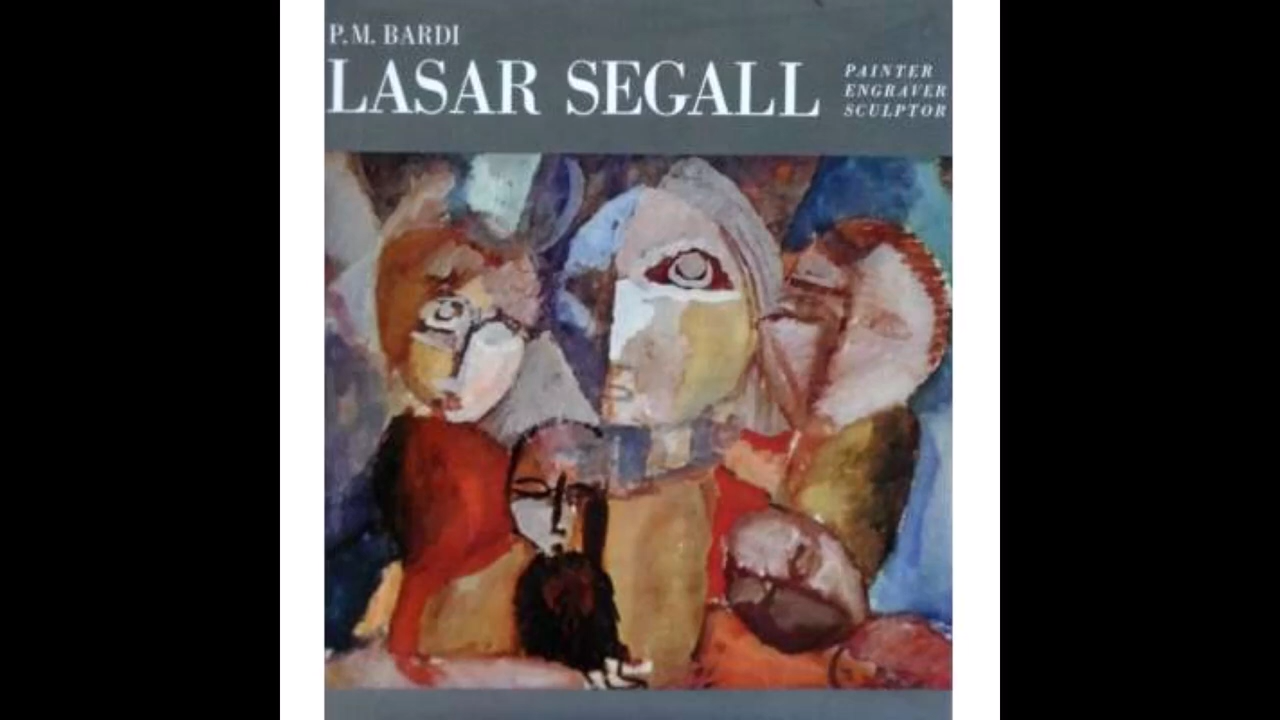 P.M. BARDI
LASAR SEGALL
PAINTER
ENGRAVER
SCULPTOR